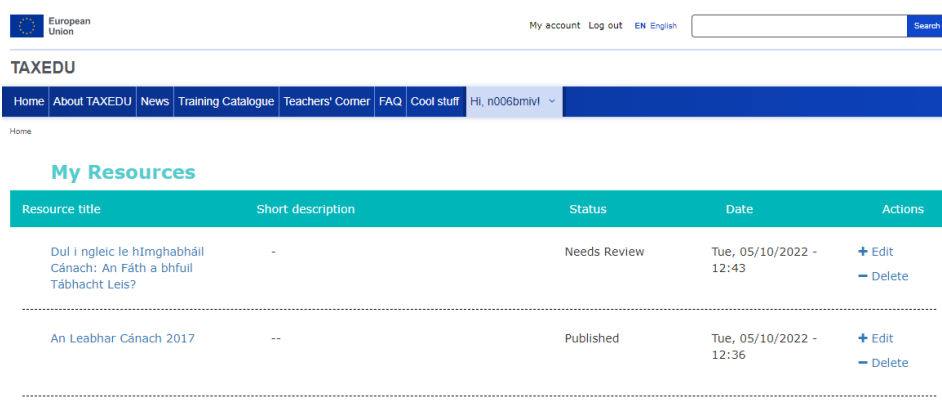 European
Union
My account Log out EN English
Search
TAXEDU
Home About TAXEDU News Training Catalogue Teachers' Corner FAQ Cool stuff Hi, n006bmiv!
Home
My Resources
Resource title Short description Status Date Actions
Dul i ngleic le hImghabháil - Needs Review Tue, 05/10/2022 - + Edit
Cánach: An Fáth a bhfuil 12:43
Tábhacht Leis? − Delete
An Leabhar Cánach 2017 -- Published Tue, 05/10/2022 - + Edit
12:36
− Delete